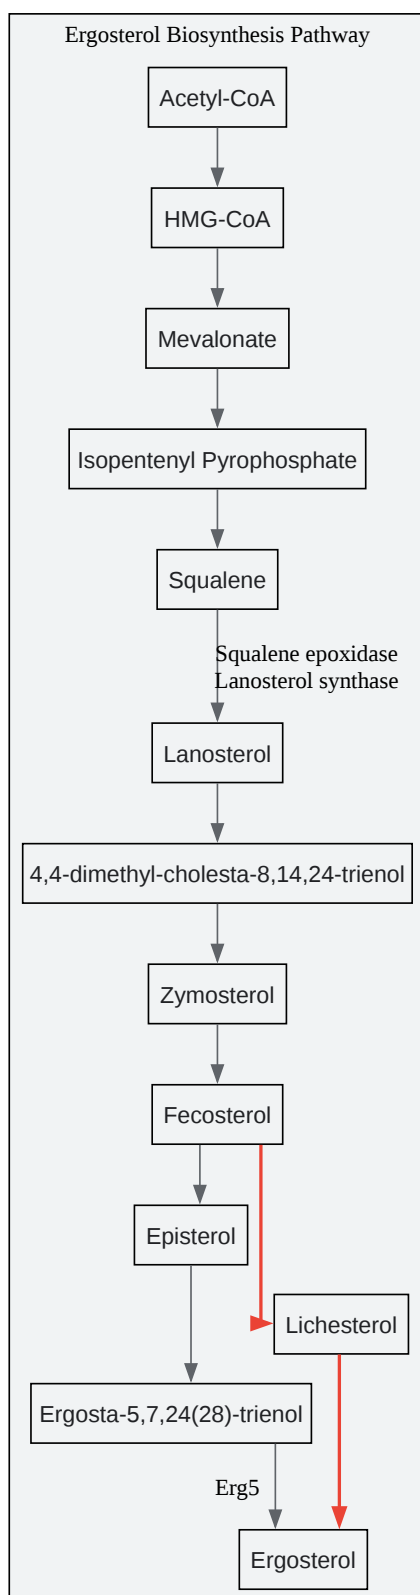 Ergosterol Biosynthesis Pathway
Acetyl-CoA
HMG-CoA
Mevalonate
Isopentenyl Pyrophosphate
Squalene
Squalene epoxidase
Lanosterol synthase
Lanosterol
4,4-dimethyl-cholesta-8,14,24-trienol
Zymosterol
Fecosterol
Episterol
Lichesterol
Ergosta-5,7,24(28)-trienol
Erg5
Ergosterol